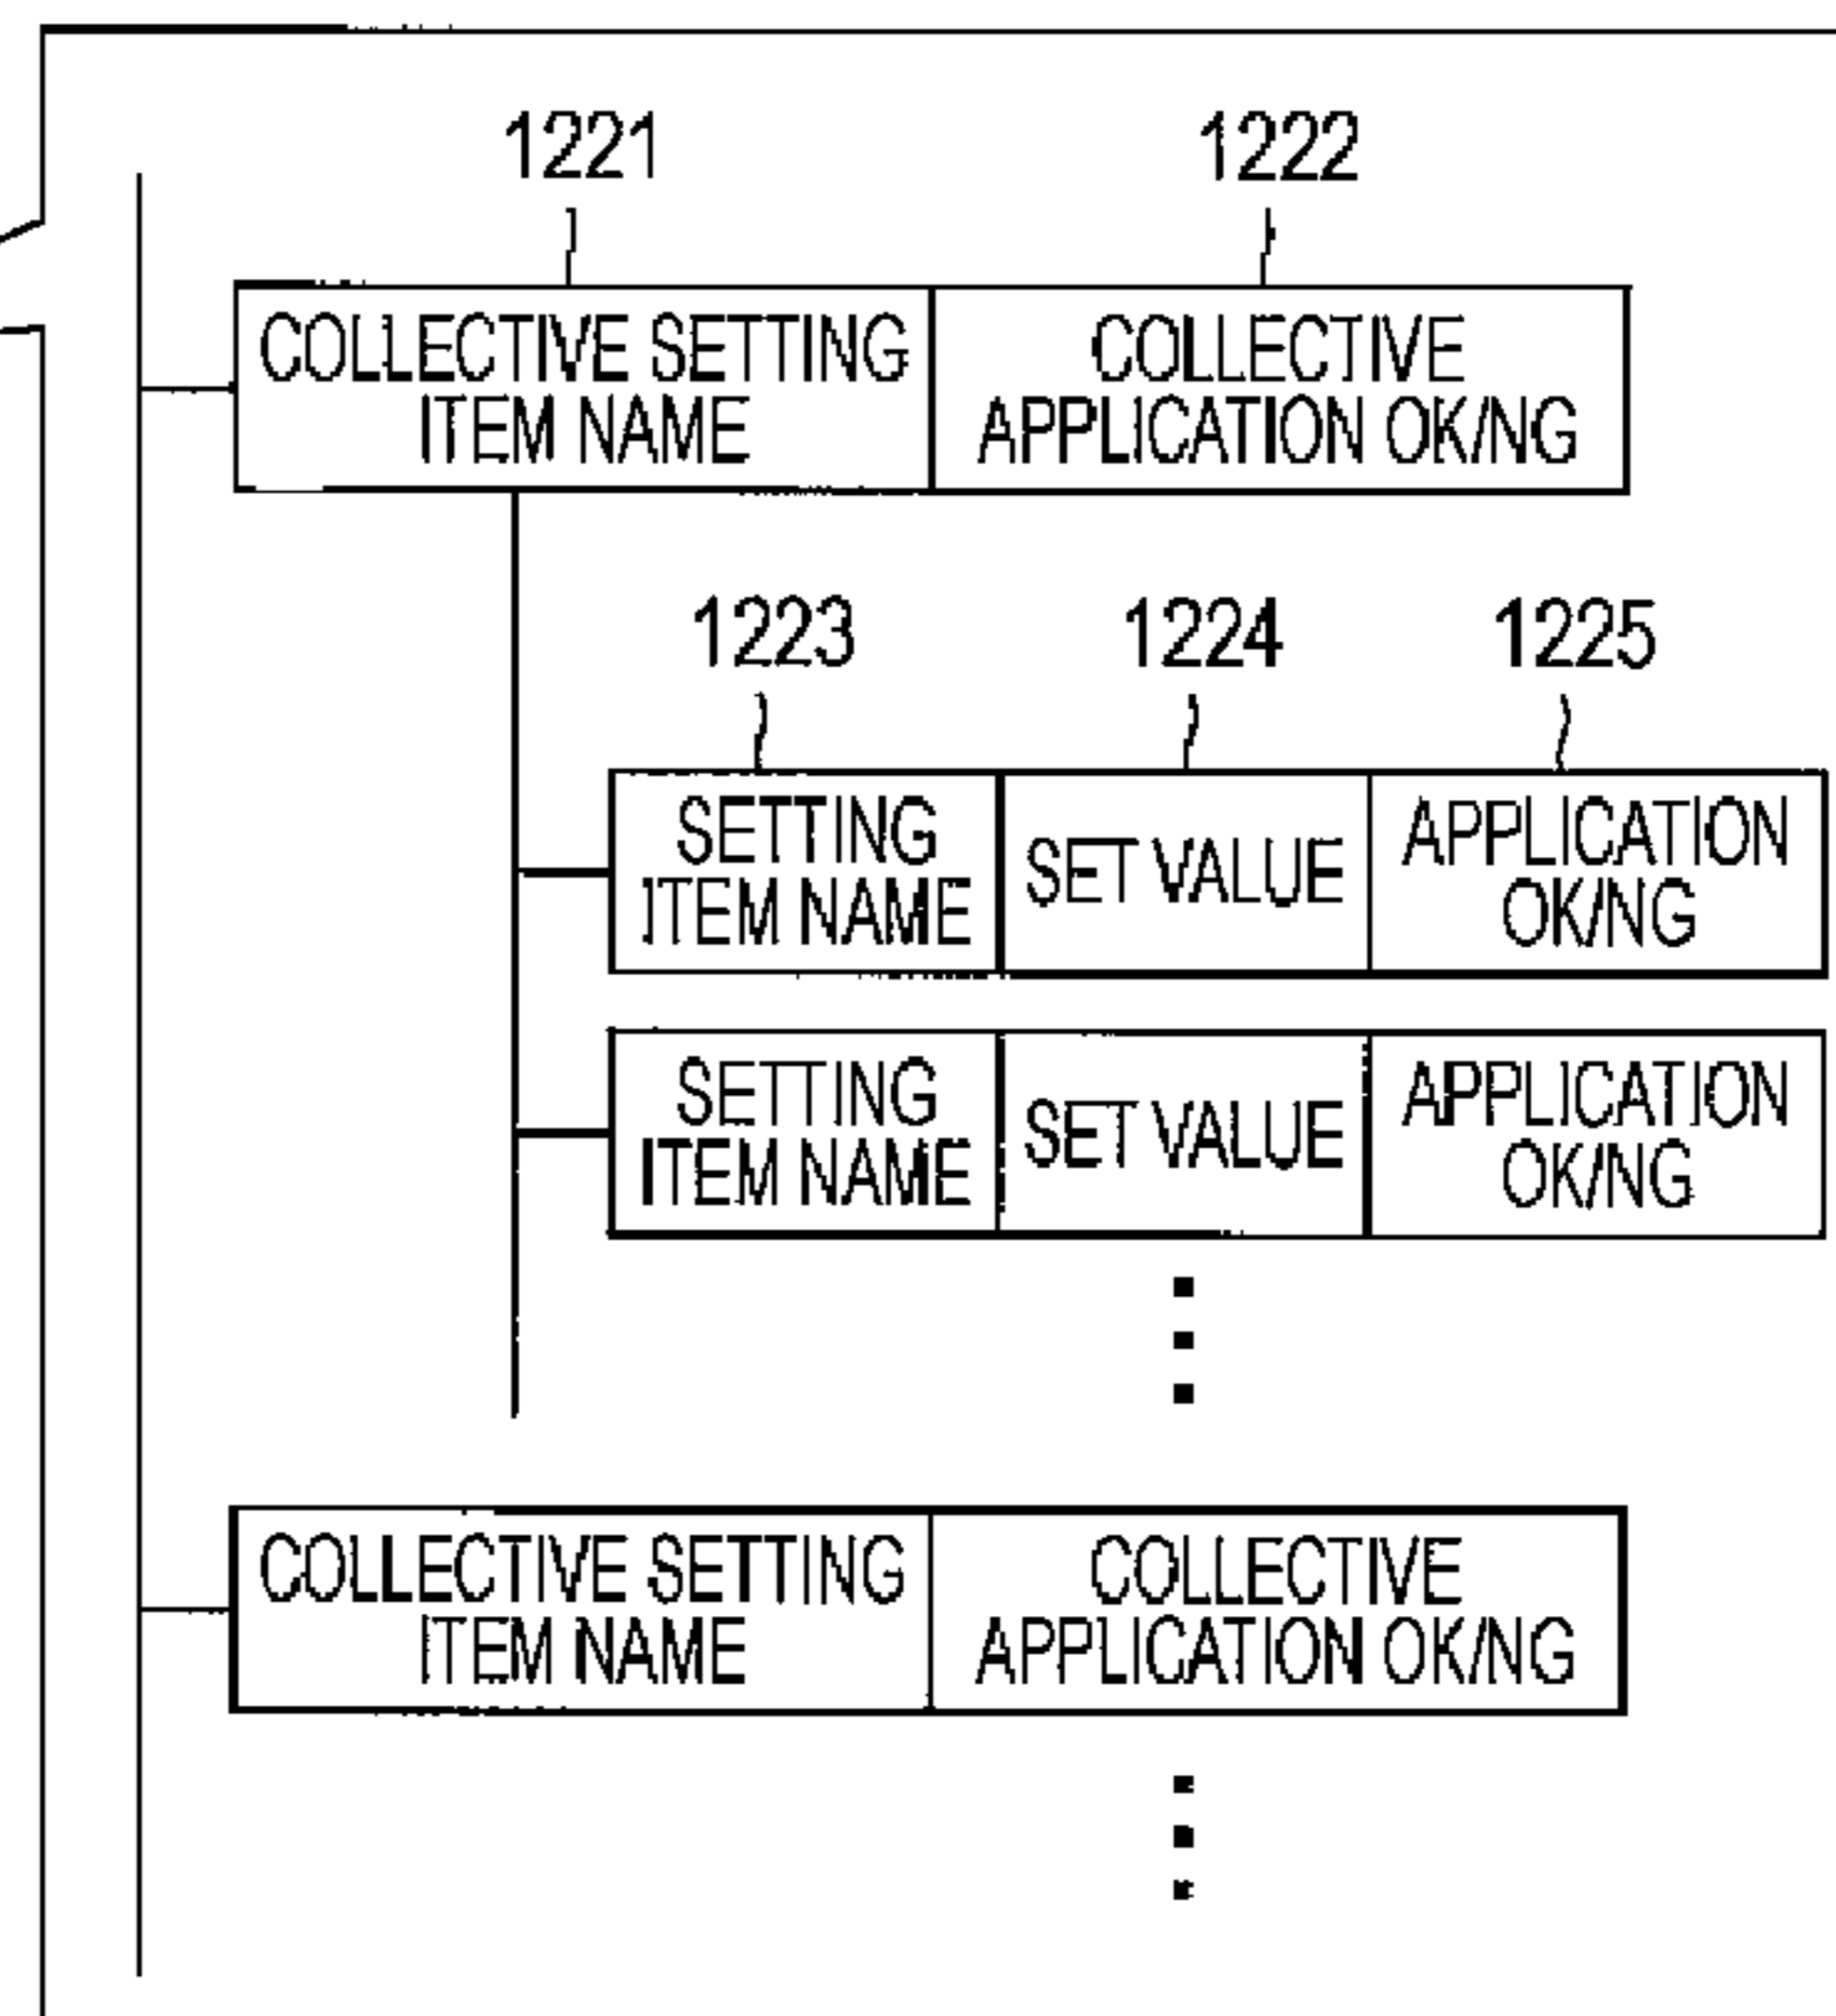 1221 1222
COLLECTIVE SETTING
ITEM NAME
COLLECTIVE
APPLICATION OK/NG
1223 1224 1225
SETTING
ITEM NAME
SET VALUE
APPLICATION
OK/NG
SETTING
ITEM NAME
SET VALUE
APPLICATION
OK/NG
COLLECTIVE SETTING
ITEM NAME
COLLECTIVE
APPLICATION OK/NG